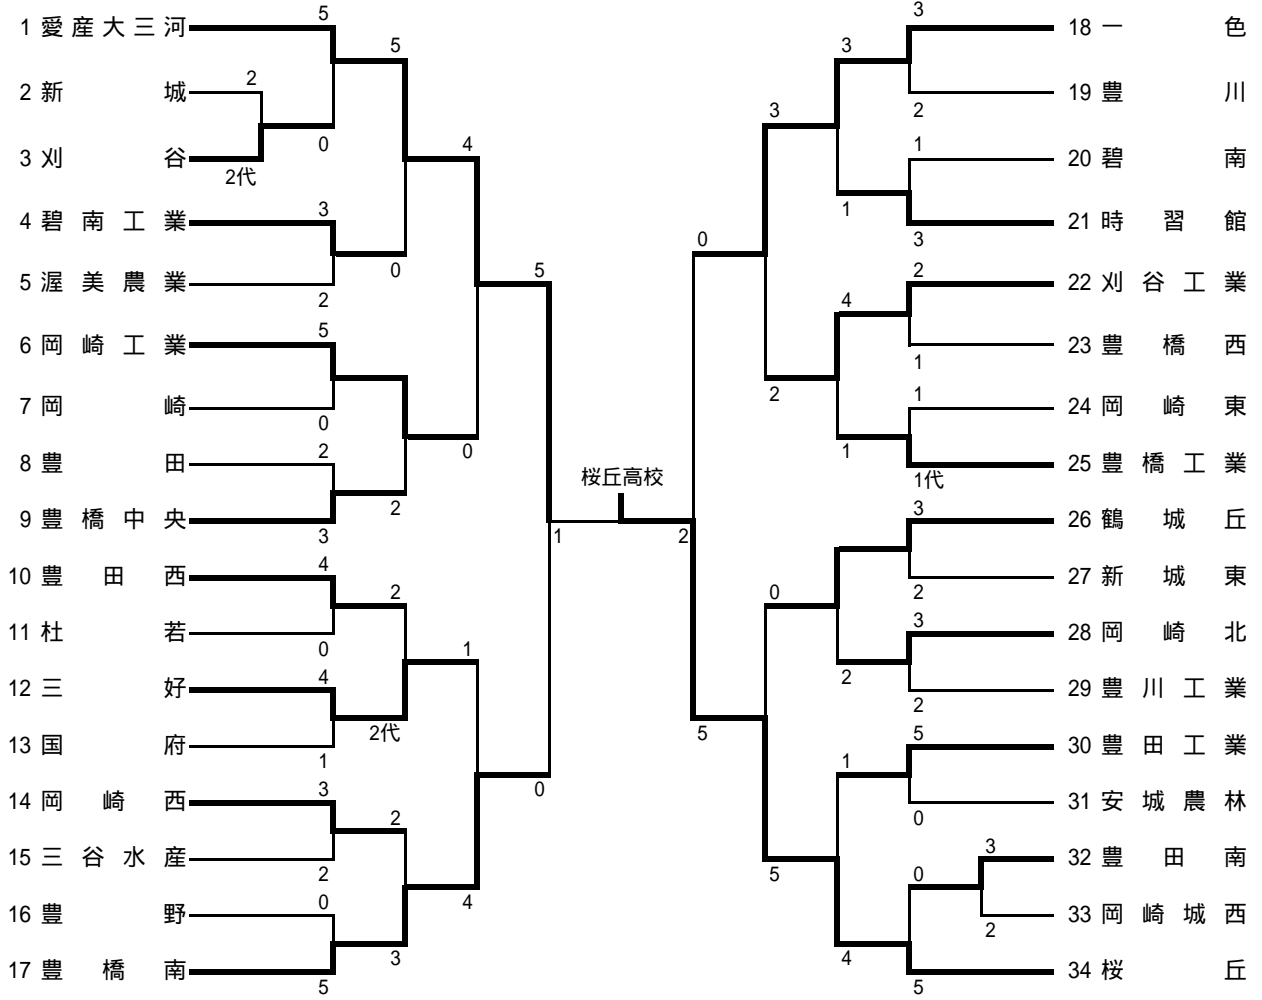 1 愛産大三河
2 新城
3 刈谷
4 碧南工業
5 渥美農業
6 岡崎工業
7 岡崎
8 豊田
9 豊橋中央
10 豊田西
11 杜若
12 三好
13 国府
14 岡崎西
15 三谷水産
16 豊野
17 豊橋南
5
2
0
2代
3
2
5
0
2
3
4
0
4
1
3
2
0
5
5
0
2
2
2代
2
3
4
0
1
4
5
0
1
桜丘高校
2
0
5
3
2
0
5
3
1
4
1
2
1
4
0
3
2
1
3
2
1
1
1代
3
2
3
2
5
0
5
3
2
18 一色
19 豊川
20 碧南
21 時習館
22 刈谷工業
23 豊橋西
24 岡崎東
25 豊橋工業
26 鶴城丘
27 新城東
28 岡崎北
29 豊川工業
30 豊田工業
31 安城農林
32 豊田南
33 岡崎城西
34 桜丘